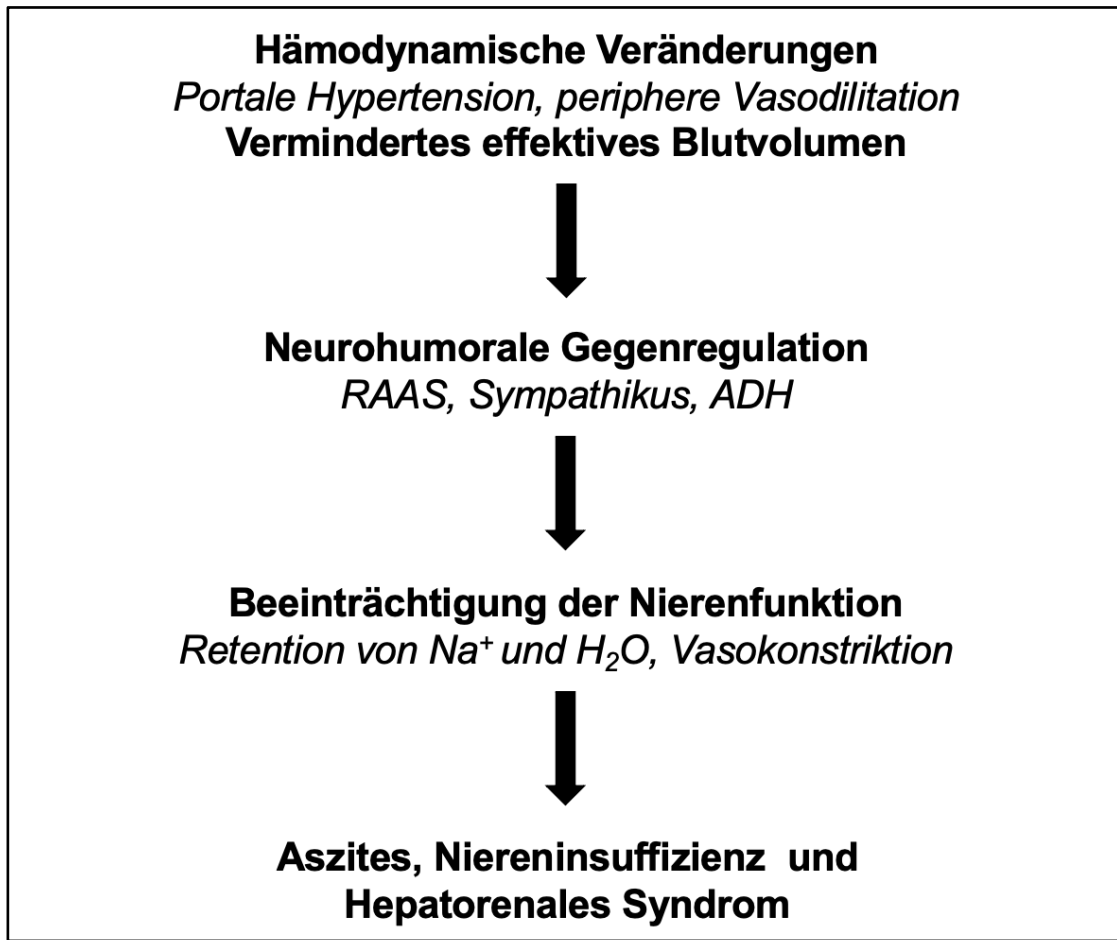 Hämodynamische Veränderungen
Portale Hypertension, periphere Vasodilitation
Vermindertes effektives Blutvolumen
Neurohumorale Gegenregulation
RAAS, Sympathikus, ADH
Beeinträchtigung der Nierenfunktion
Retention von Na⁺ und H₂O, Vasokonstriktion
Aszites, Niereninsuffizienz und
Hepatorenales Syndrom